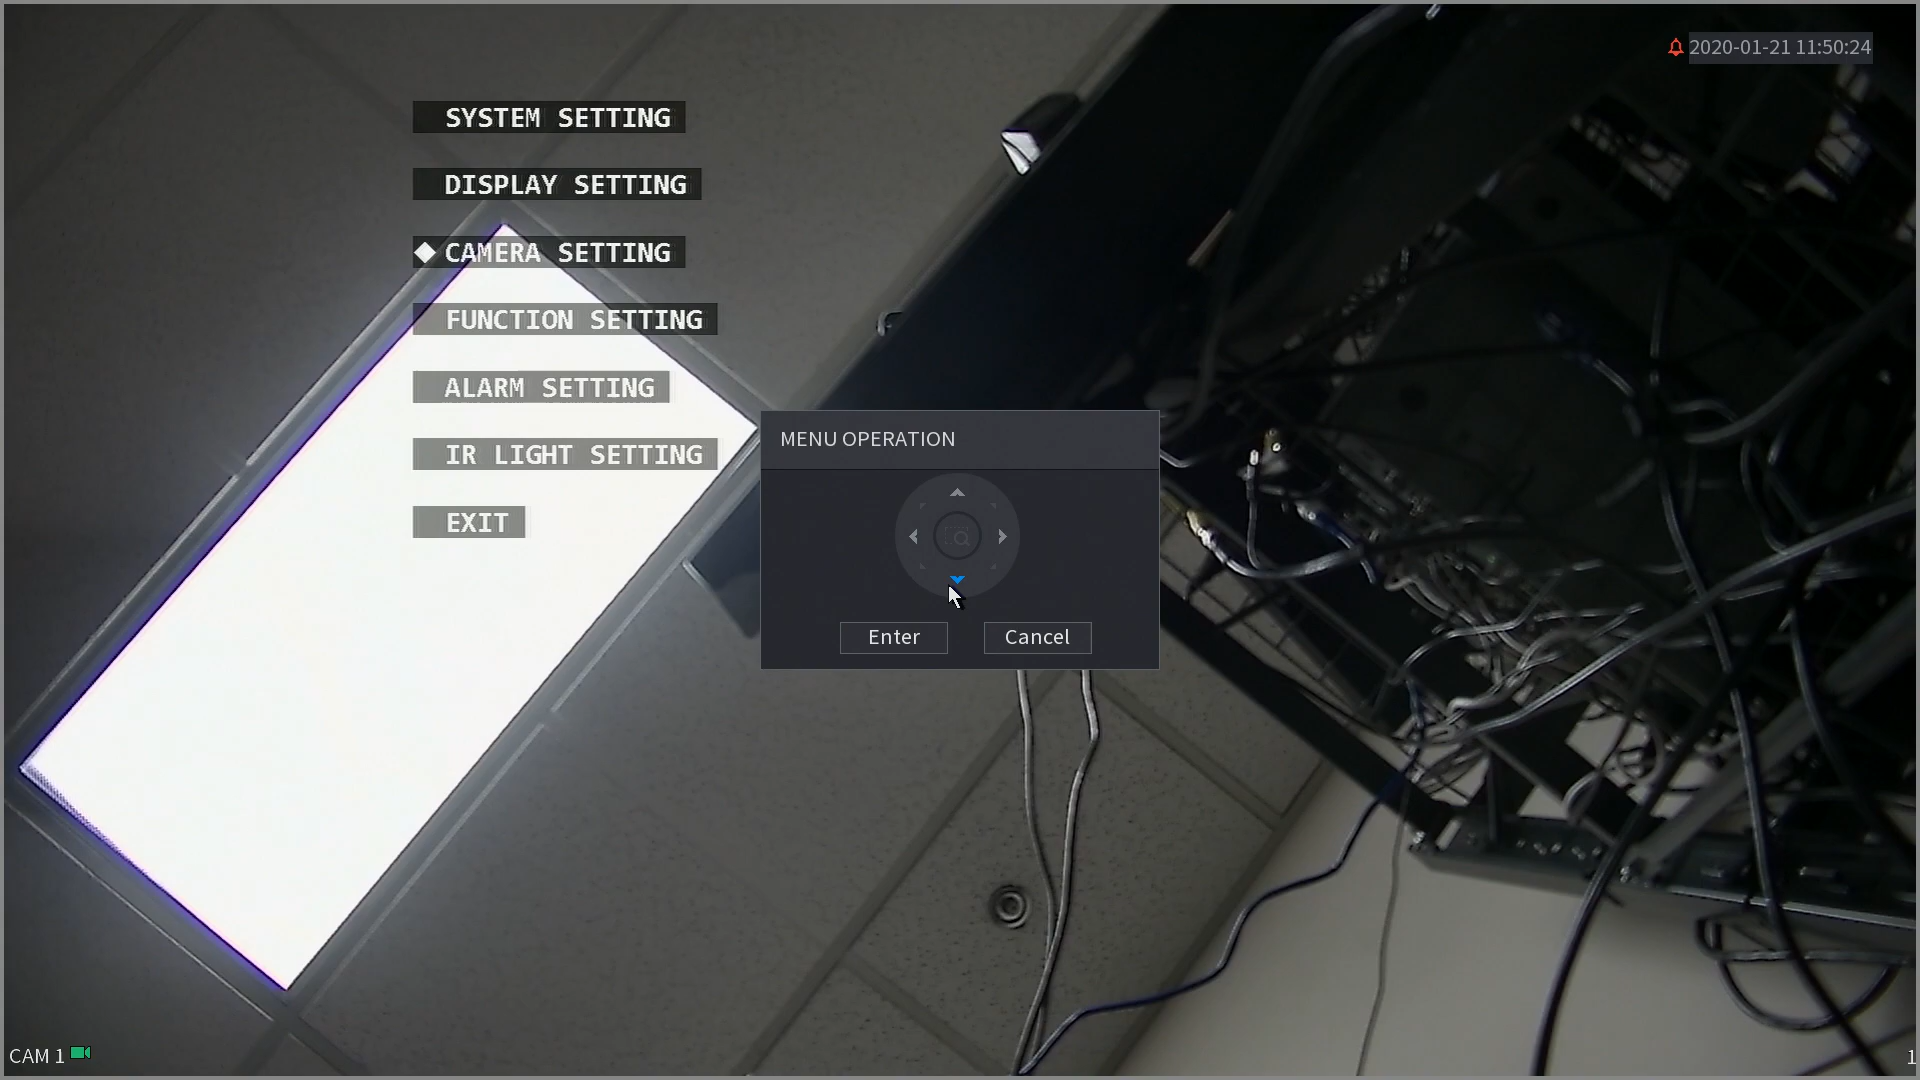 2020-01-21 11:50:24
SYSTEM SETTING
DISPLAY SETTING
CAMERA SETTING
FUNCTION SETTING
ALARM SETTING
IR LIGHT SETTING
EXIT
MENU OPERATION
Enter
Cancel
CAM 1
1